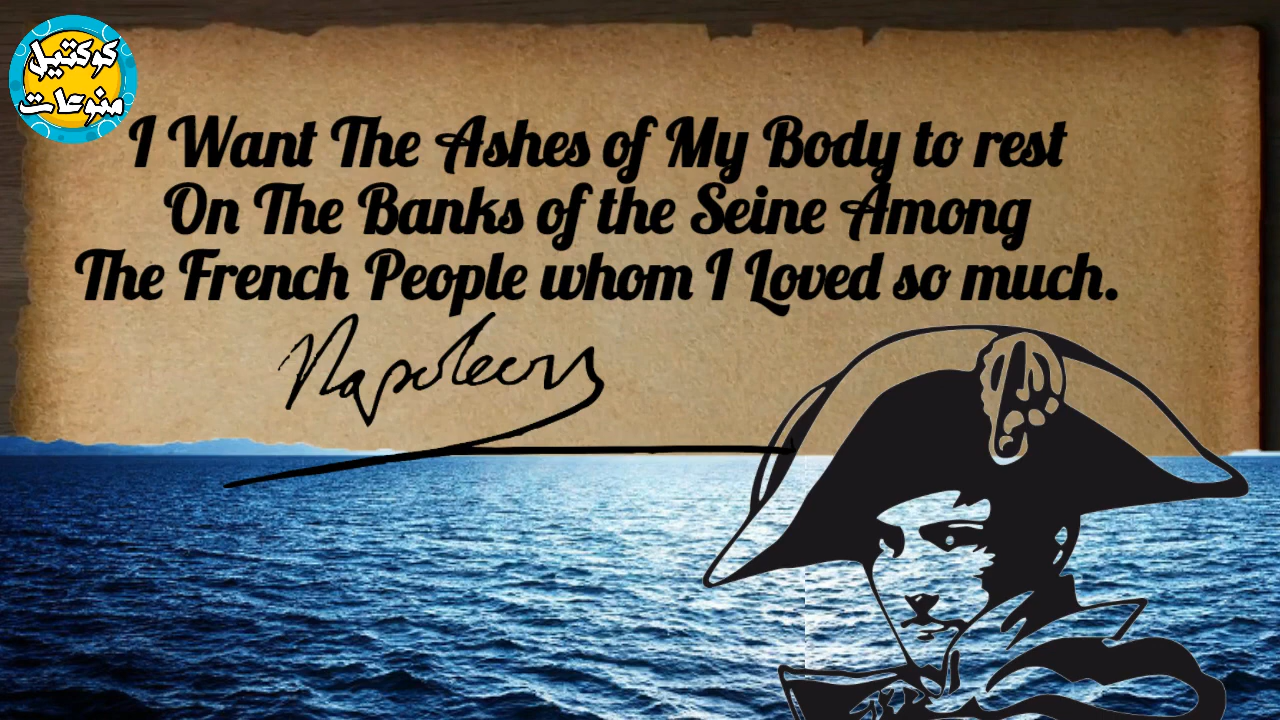 كوكتيل
منوعات
I Want The Ashes of My Body to rest
On The Banks of the Seine Among
The French People whom I Loved so much.
Napoleon